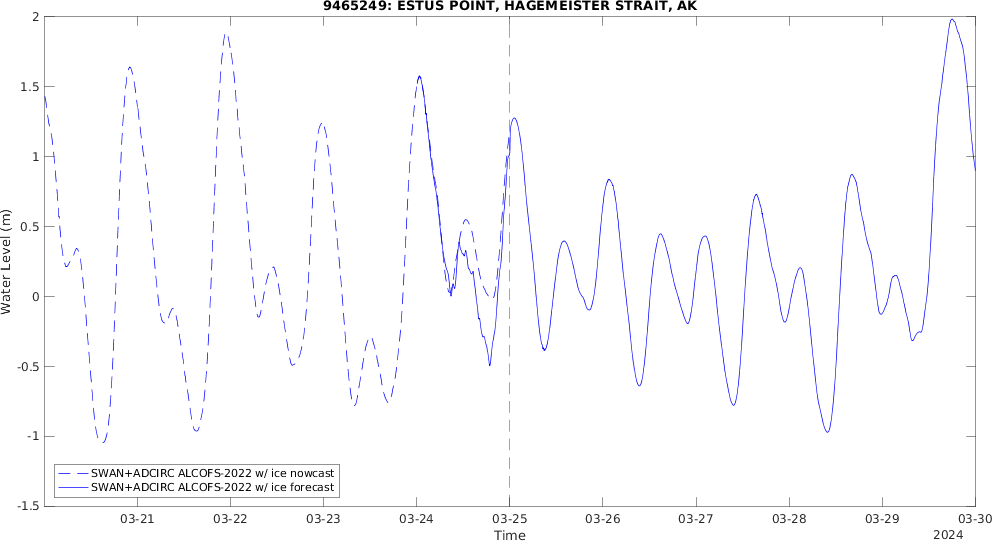 9465249: ESTUS POINT, HAGEMEISTER STRAIT, AK
2
1.5
1
0.5
0
-0.5
-1
-1.5
Water Level (m)
SWAN+ADCIRC ALCOFS-2022 w/ ice nowcast
SWAN+ADCIRC ALCOFS-2022 w/ ice forecast
03-21 03-22 03-23 03-24 03-25 03-26 03-27 03-28 03-29 03-30
Time
2024